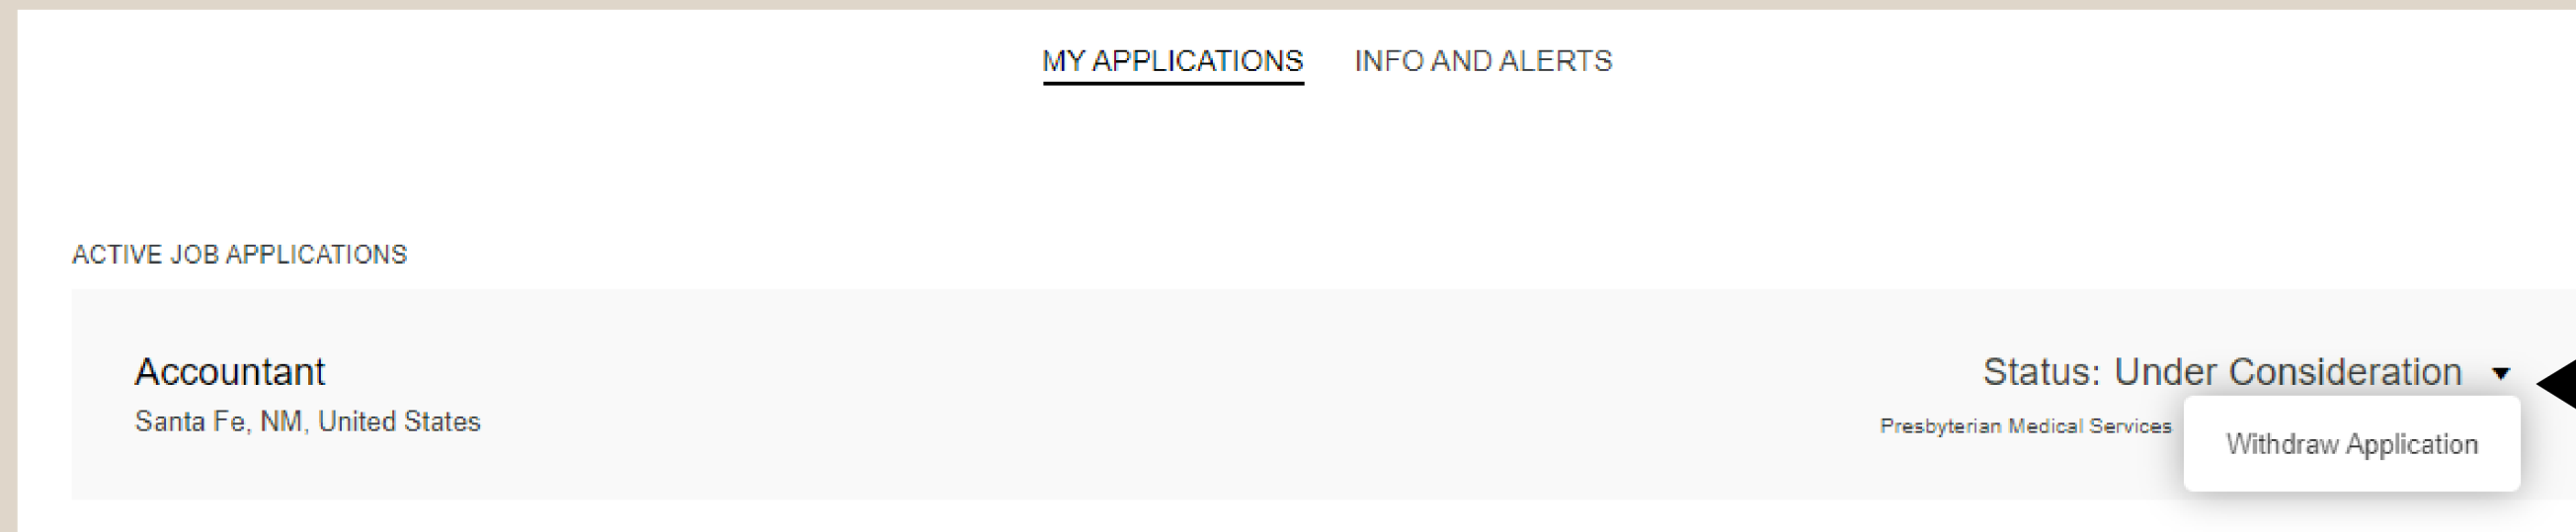 MY APPLICATIONS INFO AND ALERTS
ACTIVE JOB APPLICATIONS
Accountant Status: Under Consideration
Santa Fe, NM, United States Presbyterian Medical Services
Withdraw Application